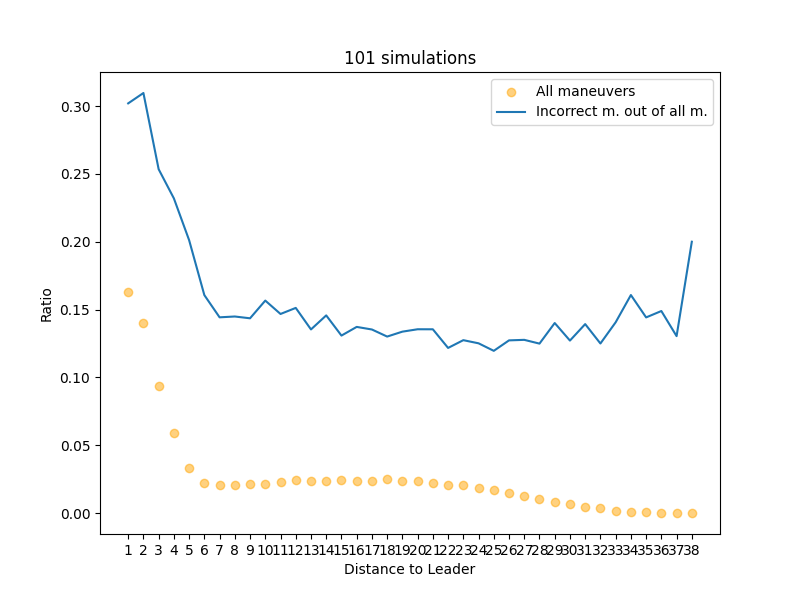 101 simulations
All maneuvers
Incorrect m. out of all m.
0.30
0.25
0.20
0.15
0.10
0.05
0.00
Ratio
1 2 3 4 5 6 7 8 9 10 11 12 13 14 15 16 17 18 19 20 21 22 23 24 25 26 27 28 29 30 31 32 33 34 35 36 37 38
Distance to Leader